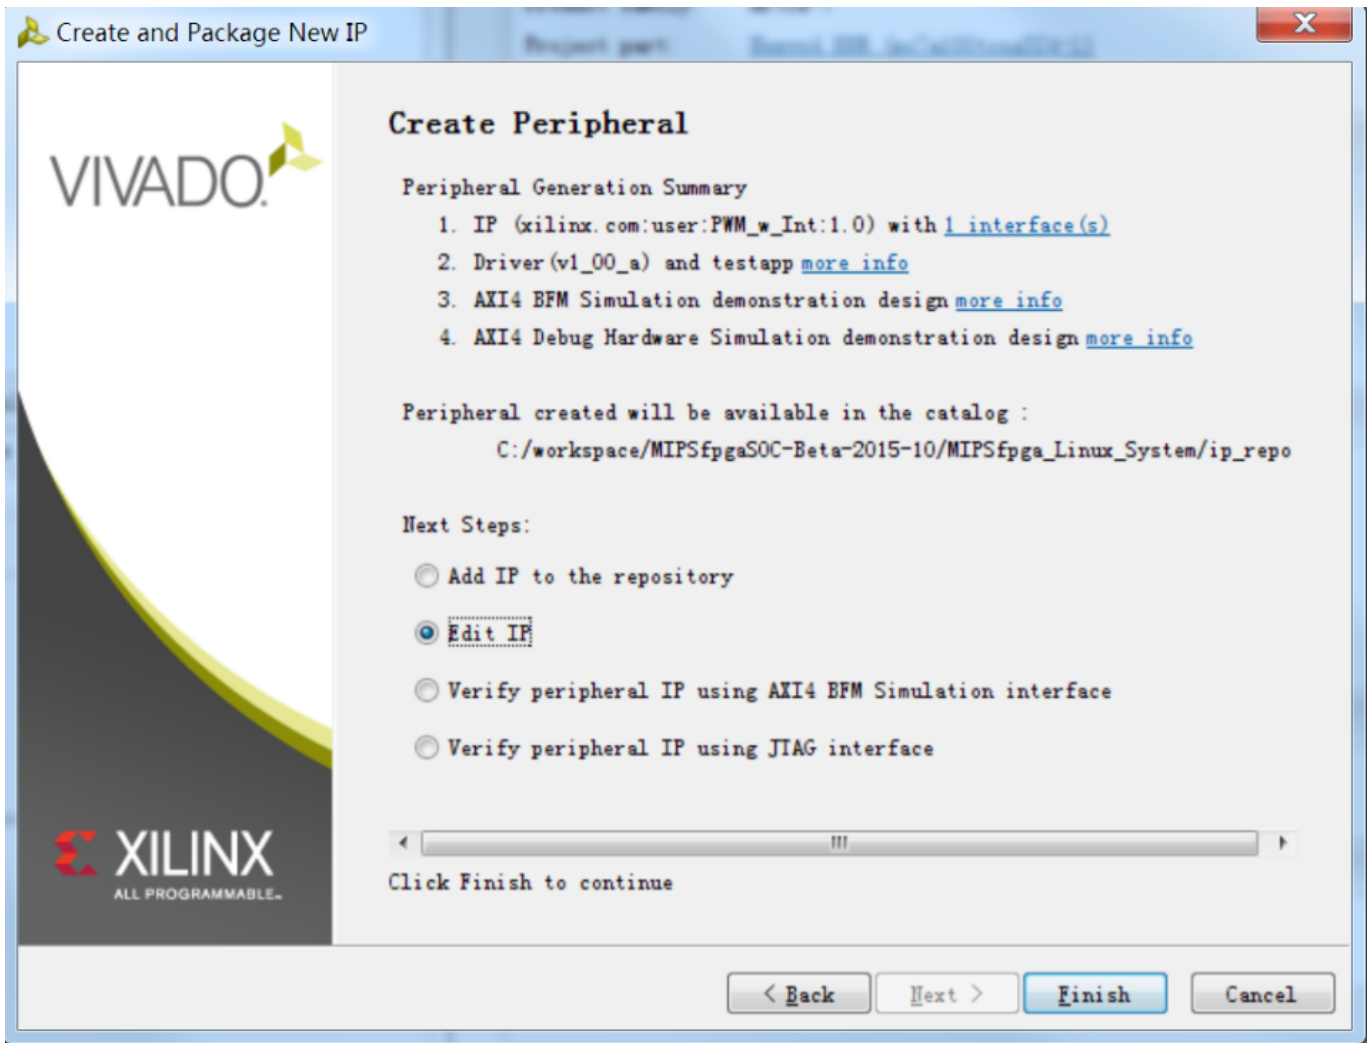 Create and Package New IP
Project part:
VIVADO.
Create Peripheral
Peripheral Generation Summary
1. IP (xilinx.com:user:PWM_w_Int:1.0) with 1 interface(s)
2. Driver(v1_00_a) and testapp more info
3. AXI4 BFM Simulation demonstration design more info
4. AXI4 Debug Hardware Simulation demonstration design more info
Peripheral created will be available in the catalog :
C:/workspace/MIPSfpgaSOC-Beta-2015-10/MIPSfpga_Linux_System/ip_repo
Next Steps:
Add IP to the repository
Edit IP
Verify peripheral IP using AXI4 BFM Simulation interface
Verify peripheral IP using JTAG interface
XILINX
ALL PROGRAMMABLE™
Click Finish to continue
< Back
Next >
Finish
Cancel